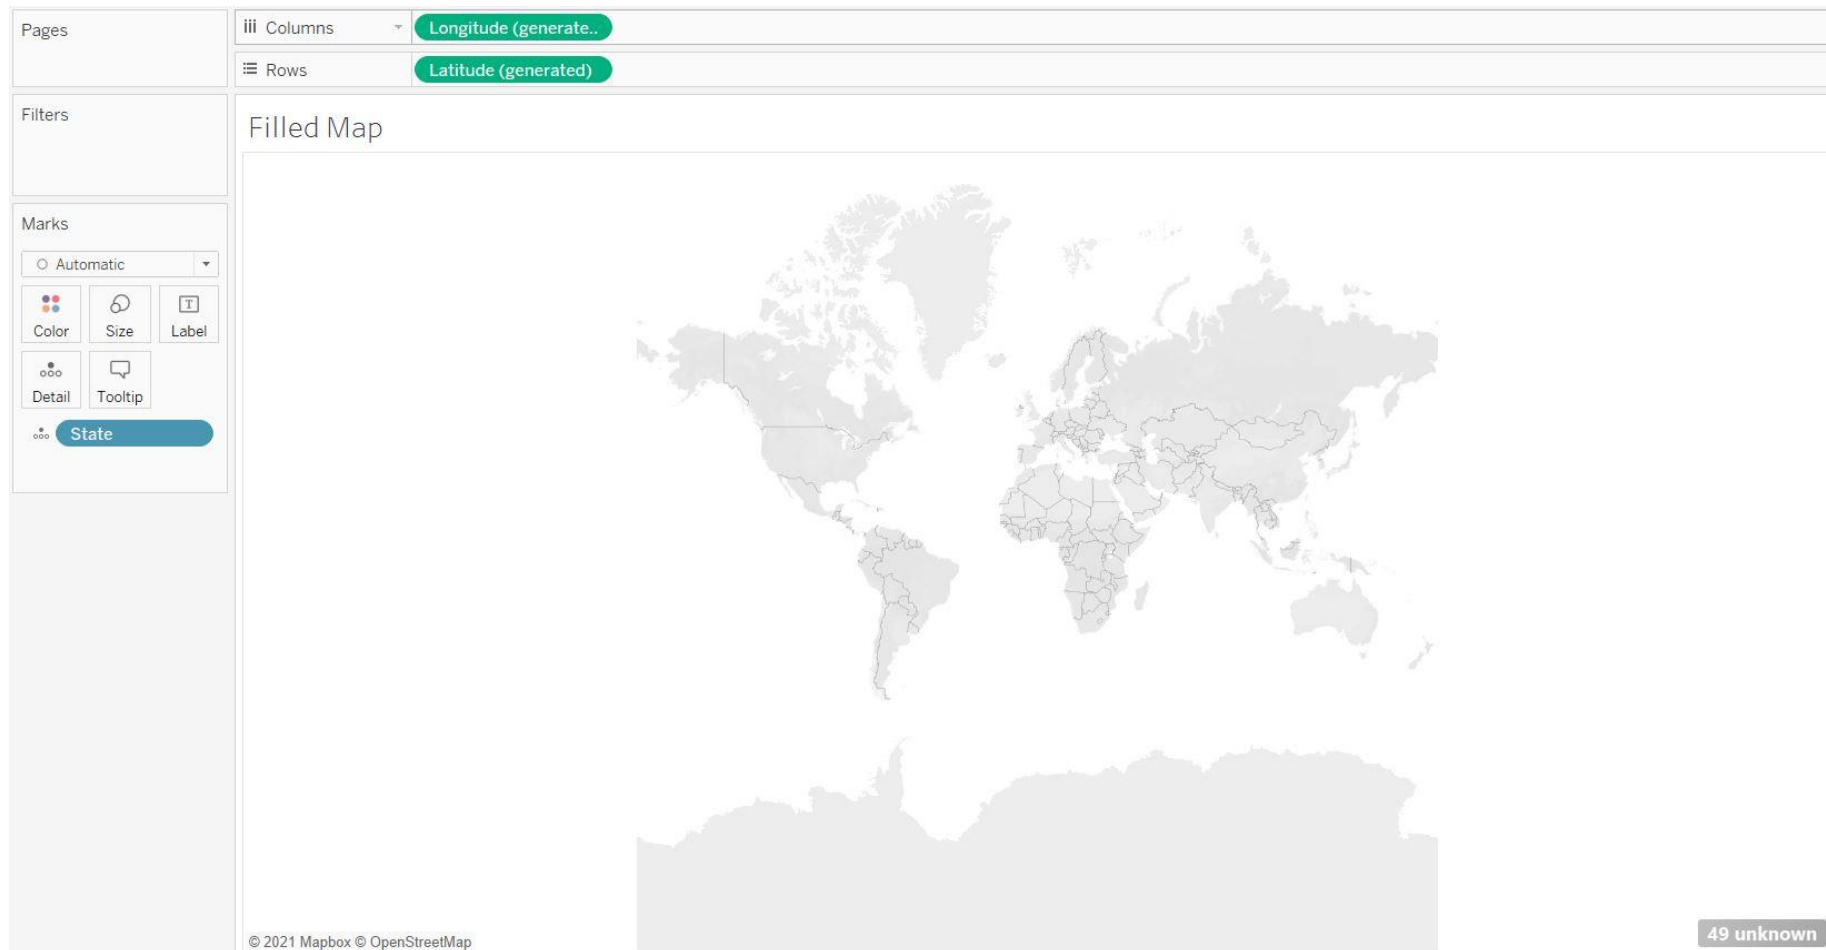 Pages
Columns
Longitude (generate..
Rows
Latitude (generated)
Filters
Filled Map
Marks
Automatic
Color
Size
T
Label
Detail
Tooltip
State
© 2021 Mapbox © OpenStreetMap
49 unknown